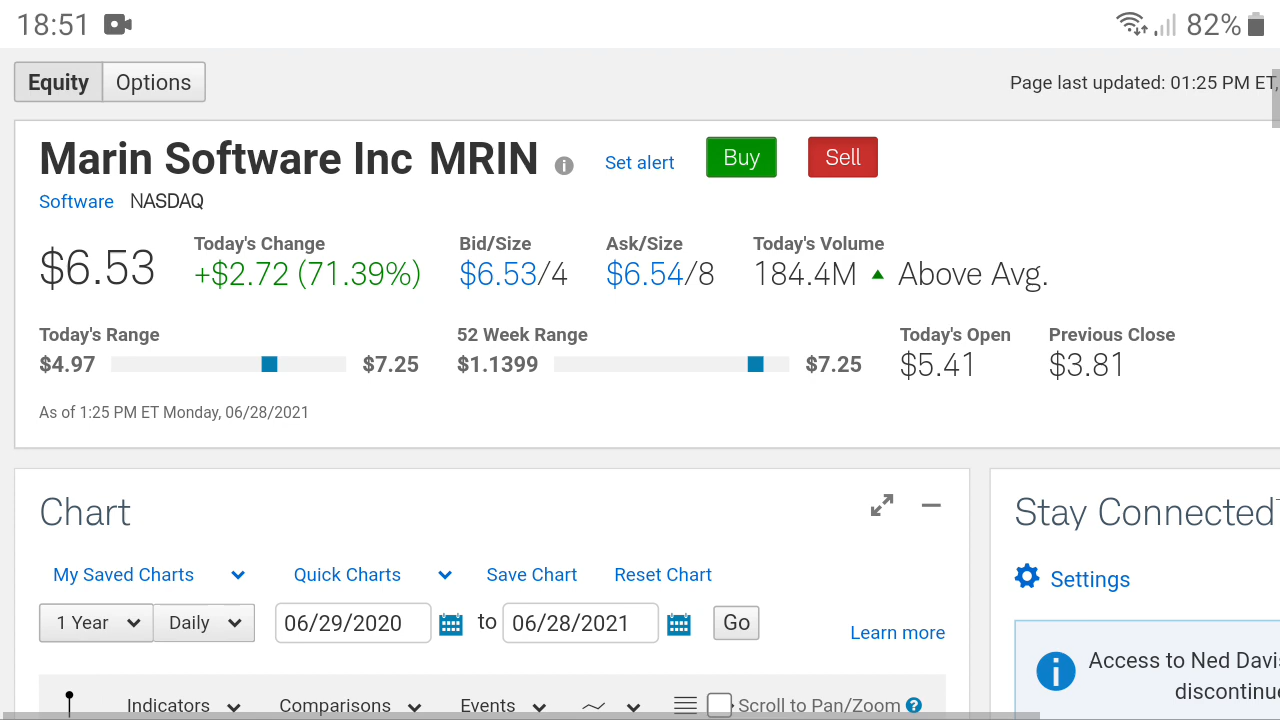 18:51 82%
Equity Options Page last updated: 01:25 PM ET,
Marin Software Inc MRIN Set alert Buy Sell
Software NASDAQ
Today's Change Bid/Size Ask/Size Today's Volume
$6.53 +$2.72 (71.39%) $6.53/4 $6.54/8 184.4M Above Avg.
Today's Range 52 Week Range Today's Open Previous Close
$4.97 $7.25 $1.1399 $7.25 $5.41 $3.81
As of 1:25 PM ET Monday, 06/28/2021
Chart
My Saved Charts Quick Charts Save Chart Reset Chart
1 Year Daily 06/29/2020 to 06/28/2021 Go
Learn more
Indicators Comparisons Events Scroll to Pan/Zoom ?
Stay Connected
Settings
Access to Ned Davi
discontinu